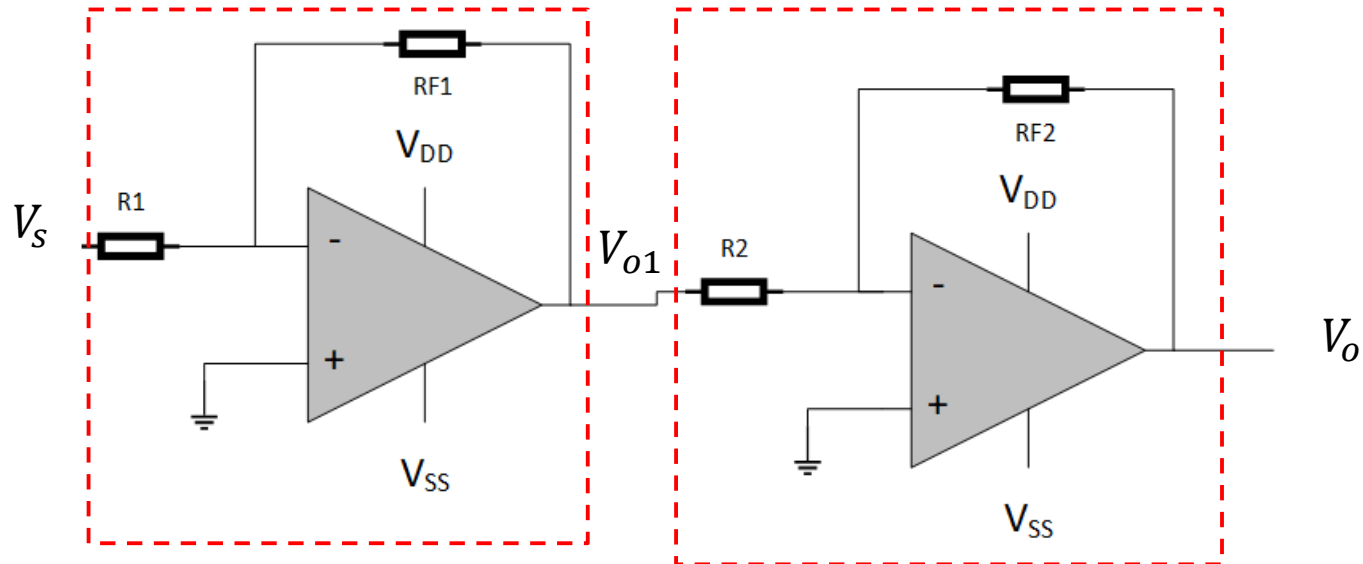 RF1
V_DD
R1
V_s
-
+
V_SS
V_o1
RF2
V_DD
R2
-
+
V_SS
V_o